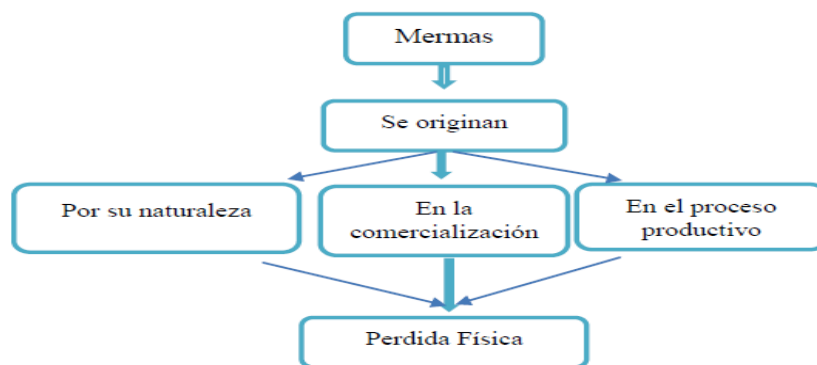 Mermas
Se originan
Por su naturaleza
En la
comercialización
En el proceso
productivo
Perdida Física